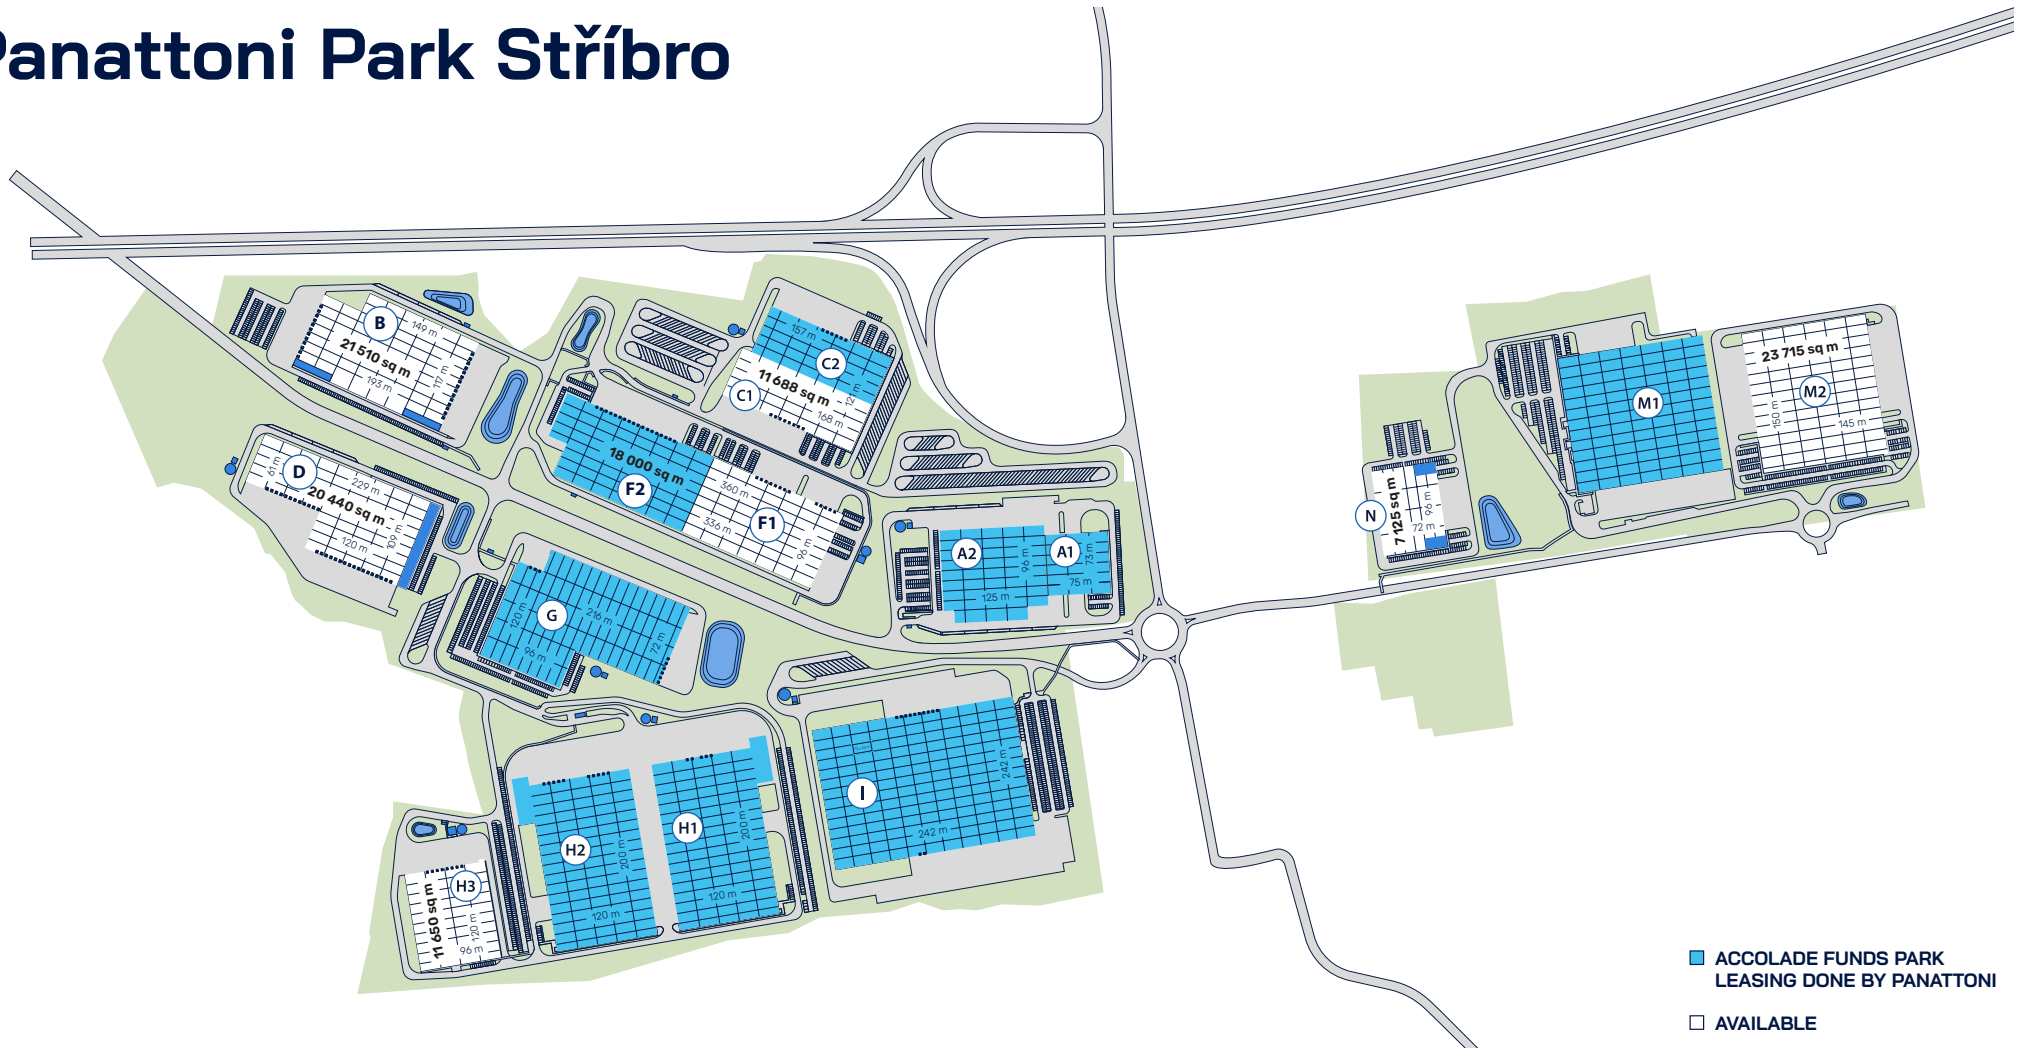 Panattoni Park Stříbro
B
149 m
21 510 sq m
193 m
117 m
D
61 m
229 m
20 440 sq m
109 m
120 m
157 m
C2
11 688 sq m
C1
168 m
18 000 sq m
F2
360 m
F1
336 m
96 m
A2
96 m
A1
73 m
75 m
125 m
G
120 m
216 m
96 m
72 m
I
242 m
242 m
H2
200 m
120 m
H1
200 m
120 m
H3
11 650 sq m
120 m
96 m
N
7 125 sq m
96 m
72 m
M1
23 715 sq m
M2
150 m
145 m
ACCOLADE FUNDS PARK
LEASING DONE BY PANATTONI
AVAILABLE